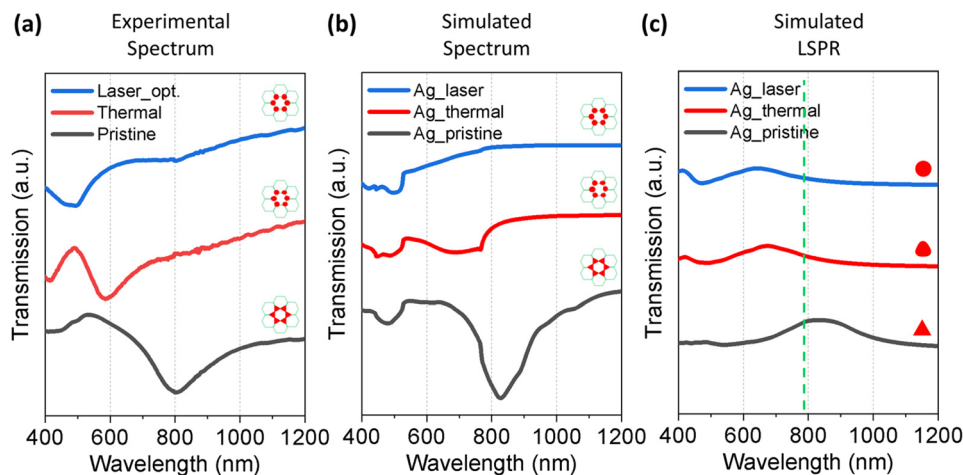 (a)
Experimental
Spectrum
Laser_opt.
Thermal
Pristine
Transmission (a.u.)
400 600 800 1000 1200
Wavelength (nm)
(b)
Simulated
Spectrum
Ag_laser
Ag_thermal
Ag_pristine
Transmission (a.u.)
400 600 800 1000 1200
Wavelength (nm)
(c)
Simulated
LSPR
Ag_laser
Ag_thermal
Ag_pristine
Transmission (a.u.)
400 600 800 1000 1200
Wavelength (nm)